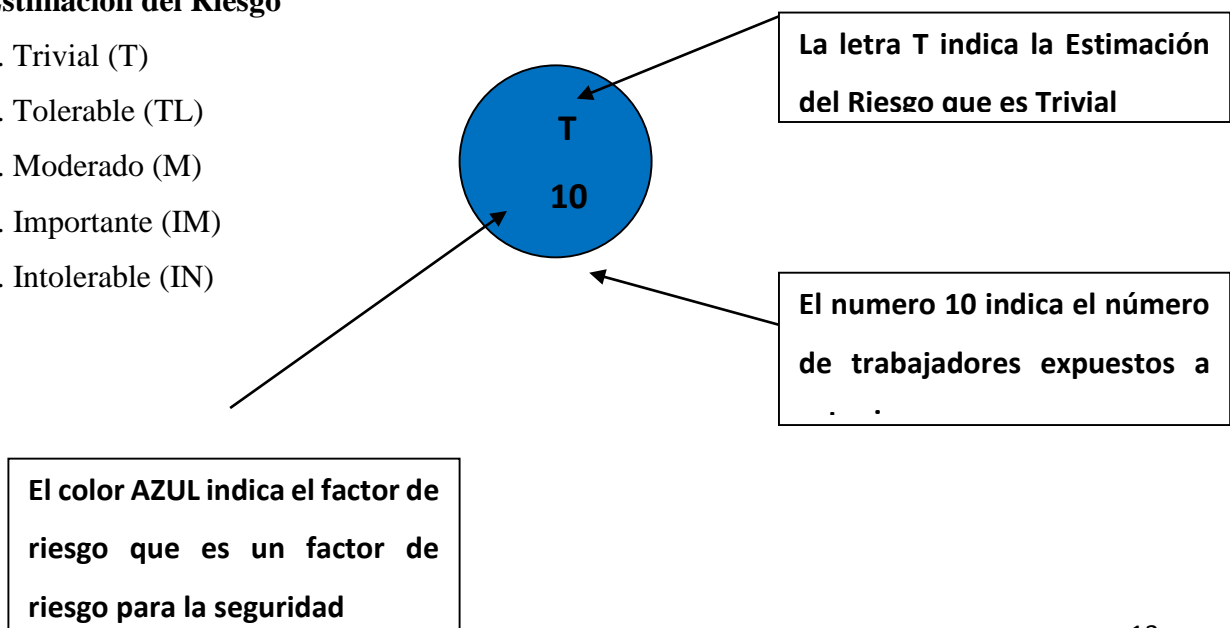 Estimación del Riesgo
. Trivial (T)
. Tolerable (TL)
. Moderado (M)
. Importante (IM)
. Intolerable (IN)
T
10
La letra T indica la Estimación
del Riesgo que es Trivial
El numero 10 indica el número
de trabajadores expuestos a
El color AZUL indica el factor de
riesgo que es un factor de
riesgo para la seguridad